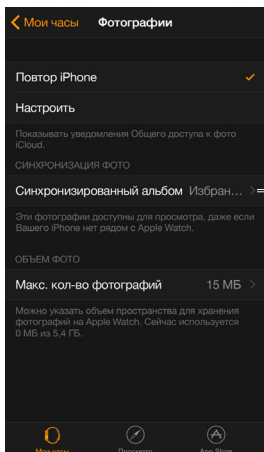 Мои часы Фотографии
Повтор iPhone
Настроить
Показывать уведомления Общего доступа к фото
iCloud.
СИНХРОНИЗАЦИЯ ФОТО
Синхронизированный альбом Избран...
Эти фотографии доступны для просмотра, даже если
Вашего iPhone нет рядом с Apple Watch.
ОБЪЕМ ФОТО
Макс. кол-во фотографий 15 МБ
Можно указать объем пространства для хранения
фотографий на Apple Watch. Сейчас используется
0 МБ из 5,4 ГБ.
Мои часы Просмотр App Store